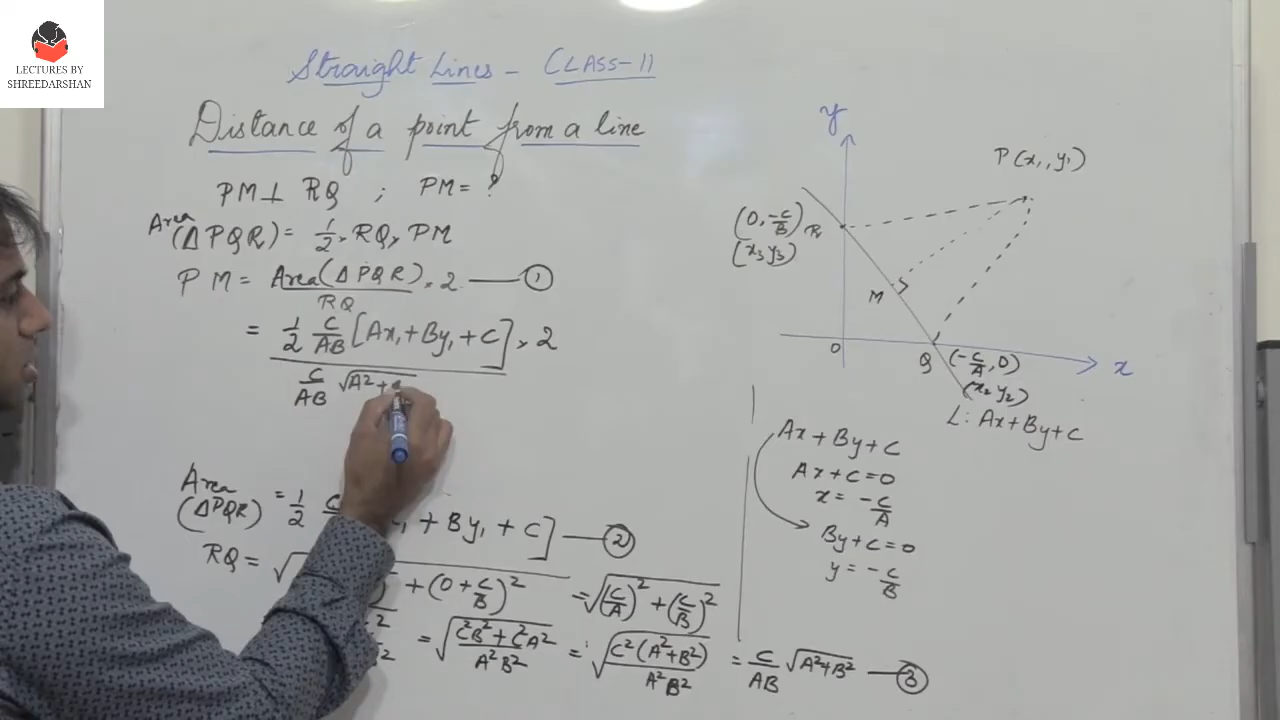 LECTURES BY
SHREEDARSHAN
Straight Lines - CLASS-11
Distance of a point from a line
PM ⊥ RQ ; PM = ?
Area
(ΔPQR) = 1/2 × RQ × PM
PM = Area(ΔPQR) × 2 / RQ —— ①
= 1/2 C/AB [Ax₁ + By₁ + C] × 2
C/AB √A² +
Area
(ΔPQR) = 1/2 C + By₁ + C] —— ②
RQ = √ + (0 + C/B)² = √(C/A)² + (C/B)²
= √C²B² + C²A² / A²B² = √C²(A² + B²) / A²B² = C/AB √A² + B² —— ③
y
P(x₁, y₁)
(0, -C/B) R
(x₃ y₃)
M
O
Q
(-C/A, 0)
x
(x₂ y₂)
L: Ax + By + C
Ax + By + C
Ax + C = 0
x = -C/A
By + C = 0
y = -C/B